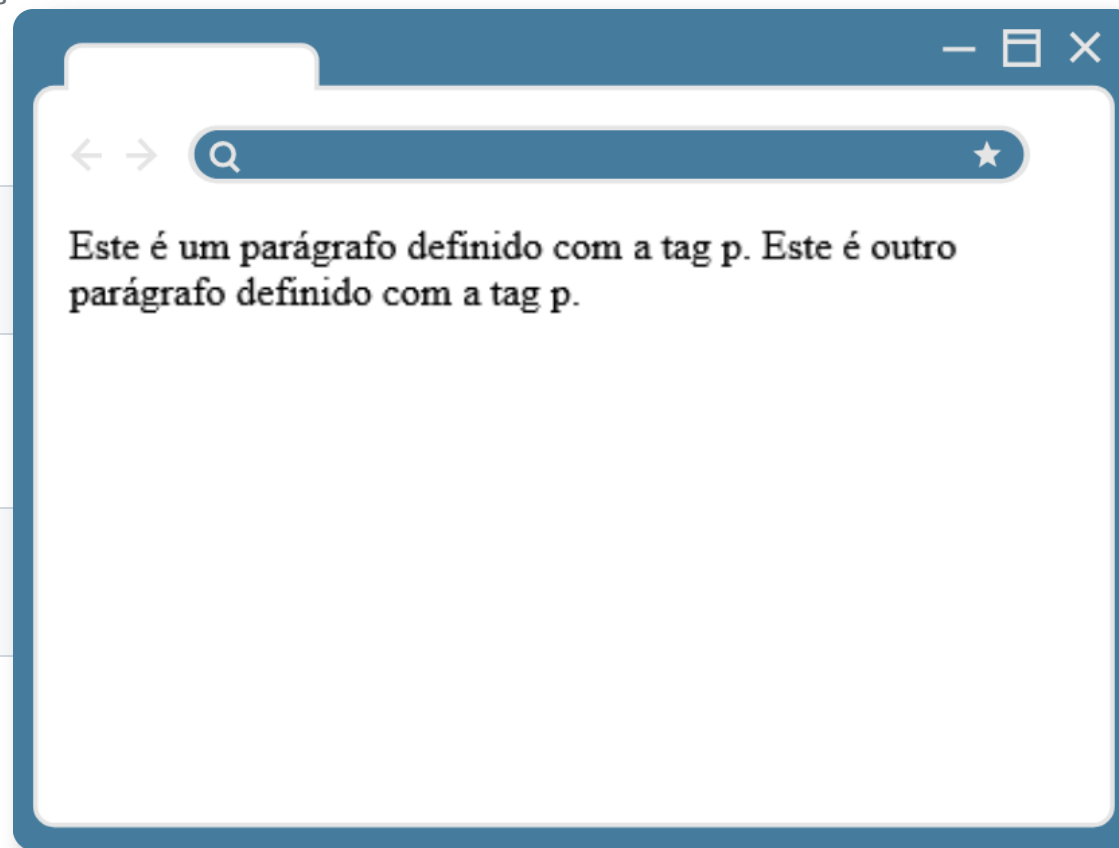 Este é um parágrafo definido com a tag p. Este é outro
parágrafo definido com a tag p.